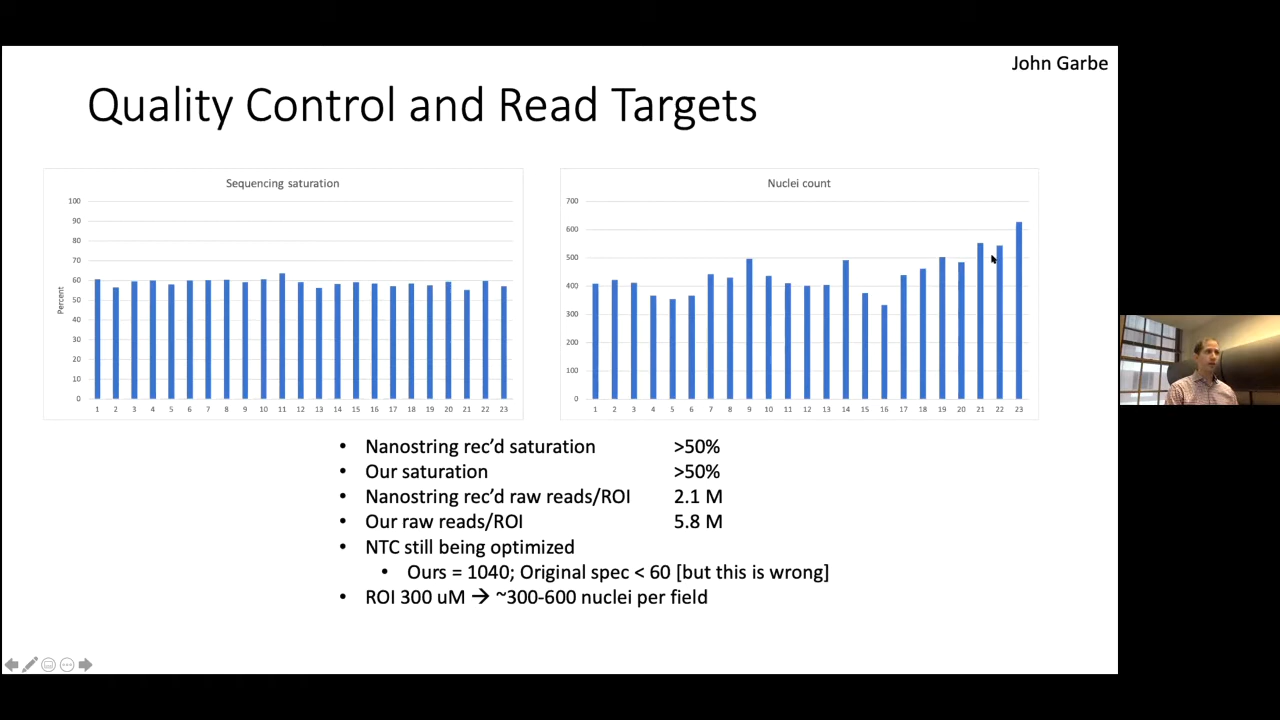 John Garbe
Quality Control and Read Targets
Sequencing saturation
100
90
80
70
60
50
40
30
20
10
0
Percent
1 2 3 4 5 6 7 8 9 10 11 12 13 14 15 16 17 18 19 20 21 22 23
Nuclei count
700
600
500
400
300
200
100
0
1 2 3 4 5 6 7 8 9 10 11 12 13 14 15 16 17 18 19 20 21 22 23
• Nanostring rec’d saturation >50%
• Our saturation >50%
• Nanostring rec’d raw reads/ROI 2.1 M
• Our raw reads/ROI 5.8 M
• NTC still being optimized
• Ours = 1040; Original spec < 60 [but this is wrong]
• ROI 300 uM → ~300-600 nuclei per field